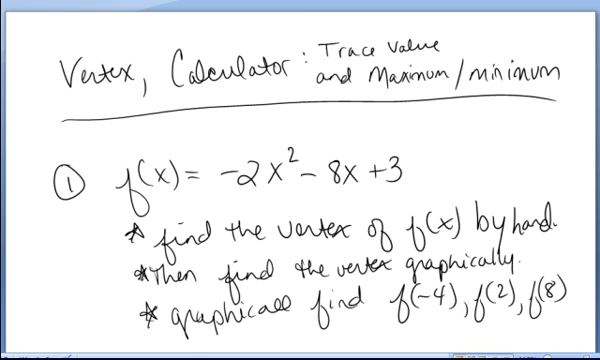 Vertex, Calculator: Trace Value
and Maximum/minimum
① f(x) = -2x² - 8x + 3
* find the vertex of f(x) by hand.
* Then find the vertex graphically.
* graphicall find f(-4), f(2), f(8)